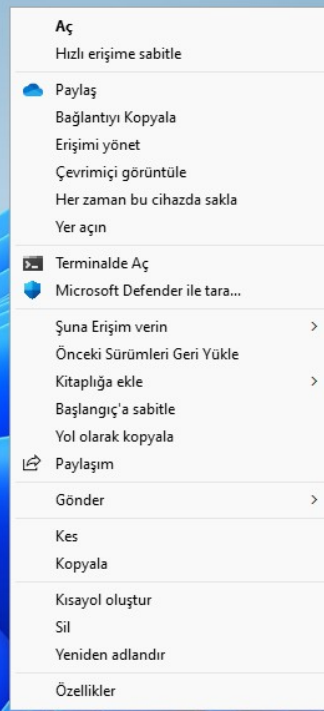 Aç
Hızlı erişime sabitle
Paylaş
Bağlantıyı Kopyala
Erişimi yönet
Çevrimiçi görüntüle
Her zaman bu cihazda sakla
Yer açın
Terminalde Aç
Microsoft Defender ile tara...
Şuna Erişim verin
Önceki Sürümleri Geri Yükle
Kitaplığa ekle
Başlangıç'a sabitle
Yol olarak kopyala
Paylaşım
Gönder
Kes
Kopyala
Kısayol oluştur
Sil
Yeniden adlandır
Özellikler